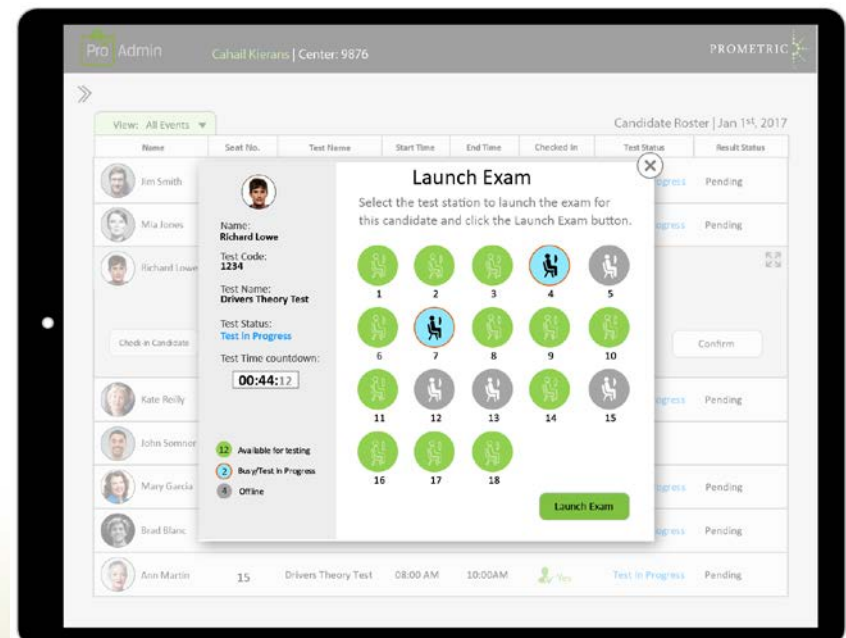 Pro Admin
Cahail Kierans | Center: 9876
PROMETRIC
View: All Events
Candidate Roster | Jan 1st, 2017
Name Seat No. Test Name Start Time End Time Checked In Test Status Result Status
Jim Smith
ogress Pending
Mia Jones
ogress Pending
Richard Lowe
Check-in Candidate
Confirm
Kate Reilly
ogress Pending
John Somner
Mary Garcia
ogress Pending
Brad Blanc
ogress Pending
Ann Martin 15 Drivers Theory Test 08:00 AM 10:00AM Yes Test In Progress Pending
Name:
Richard Lowe
Test Code:
1234
Test Name:
Drivers Theory Test
Test Status:
Test In Progress
Test Time countdown:
00:44:12
12 Available for testing
2 Busy/Test In Progress
4 Offline
Launch Exam
Select the test station to launch the exam for
this candidate and click the Launch Exam button.
1 2 3 4 5
6 7 8 9 10
11 12 13 14 15
16 17 18
Launch Exam